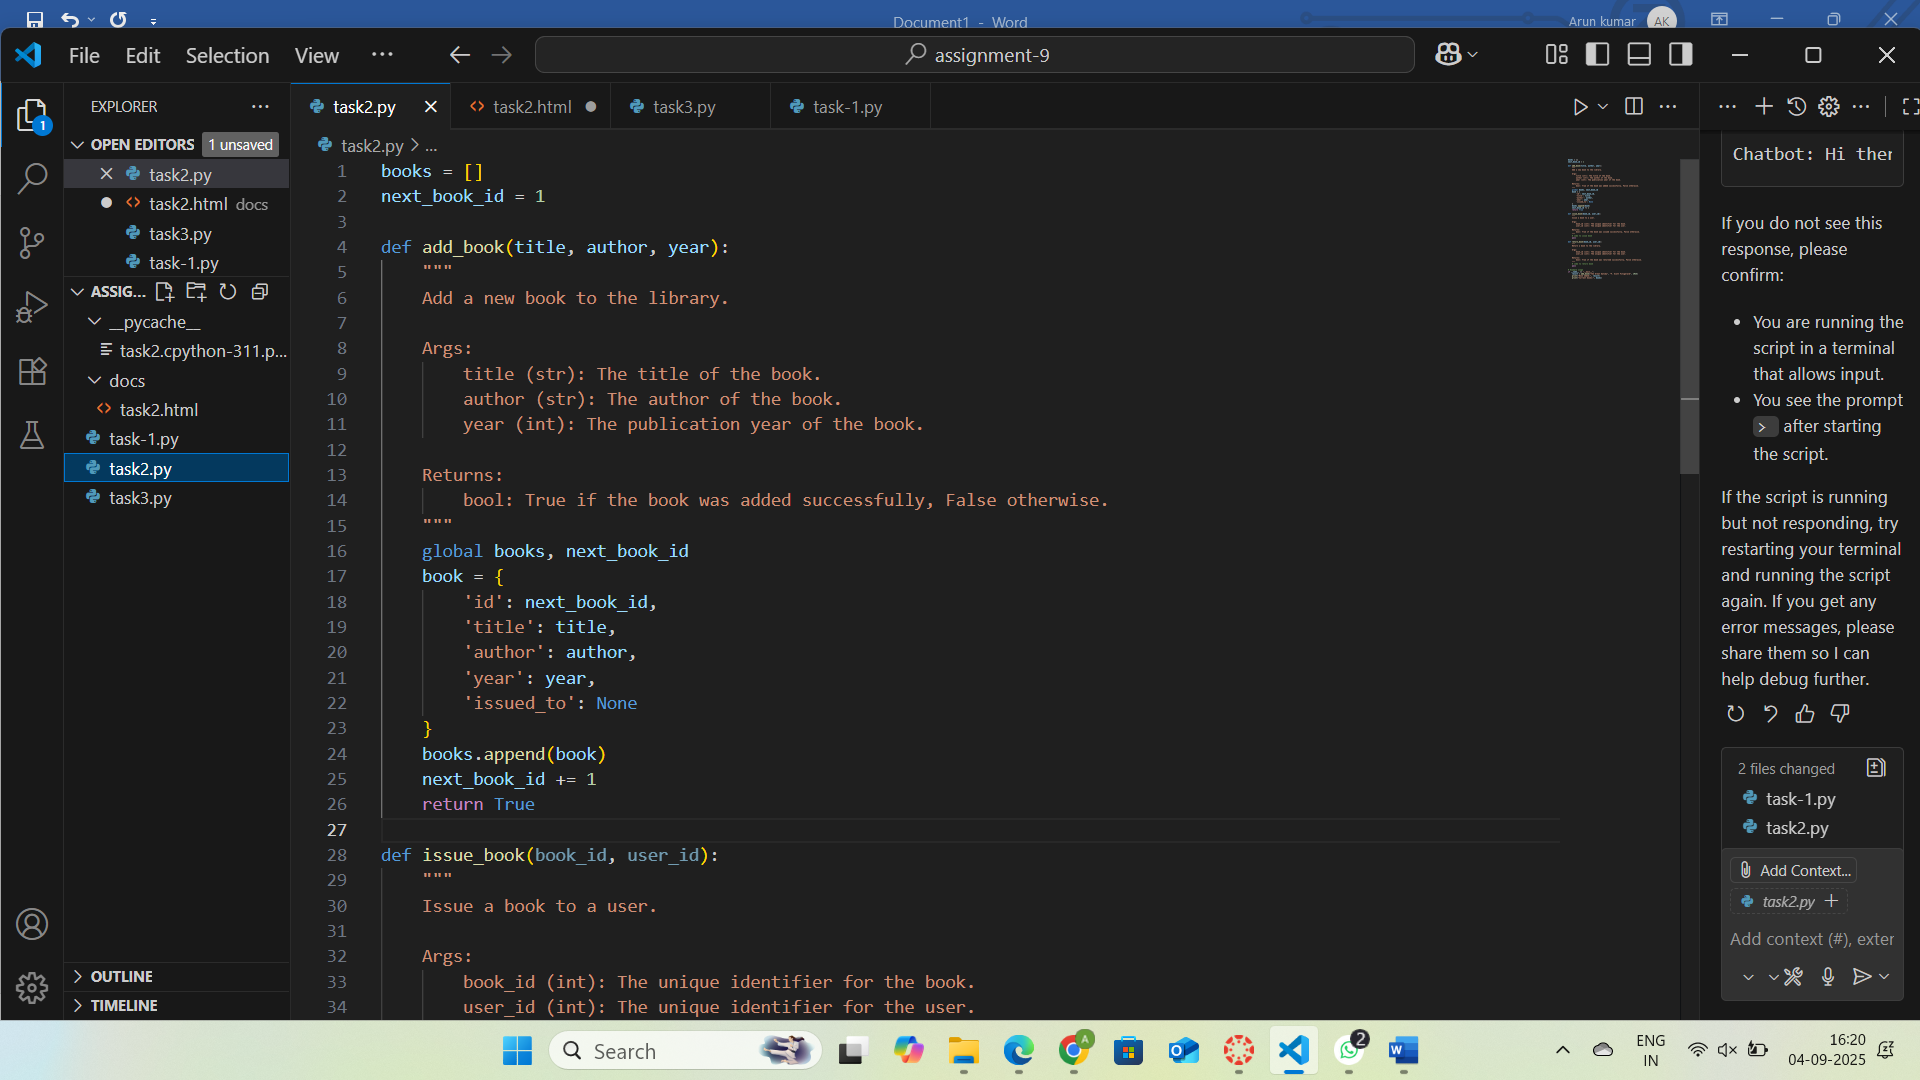 Document1 - Word
Arun kumar
AK
File Edit Selection View ···
assignment-9
EXPLORER
OPEN EDITORS 1 unsaved
task2.py
task2.html docs
task3.py
task-1.py
ASSIG...
__pycache__
task2.cpython-311.p...
docs
task2.html
task-1.py
task2.py
task3.py
OUTLINE
TIMELINE
1
task2.py
task2.html
task3.py
task-1.py
task2.py > ...
1 books = []
2 next_book_id = 1
3
4 def add_book(title, author, year):
5 """
6 Add a new book to the library.
7
8 Args:
9 title (str): The title of the book.
10 author (str): The author of the book.
11 year (int): The publication year of the book.
12
13 Returns:
14 bool: True if the book was added successfully, False otherwise.
15 """
16 global books, next_book_id
17 book = {
18 'id': next_book_id,
19 'title': title,
20 'author': author,
21 'year': year,
22 'issued_to': None
23 }
24 books.append(book)
25 next_book_id += 1
26 return True
27
28 def issue_book(book_id, user_id):
29 """
30 Issue a book to a user.
31
32 Args:
33 book_id (int): The unique identifier for the book.
34 user_id (int): The unique identifier for the user.
Chatbot: Hi ther
If you do not see this
response, please
confirm:
• You are running the
script in a terminal
that allows input.
• You see the prompt
> after starting
the script.
If the script is running
but not responding, try
restarting your terminal
and running the script
again. If you get any
error messages, please
share them so I can
help debug further.
2 files changed
task-1.py
task2.py
Add Context...
task2.py +
Add context (#), exter
Search
A
2
ENG
IN
16:20
04-09-2025